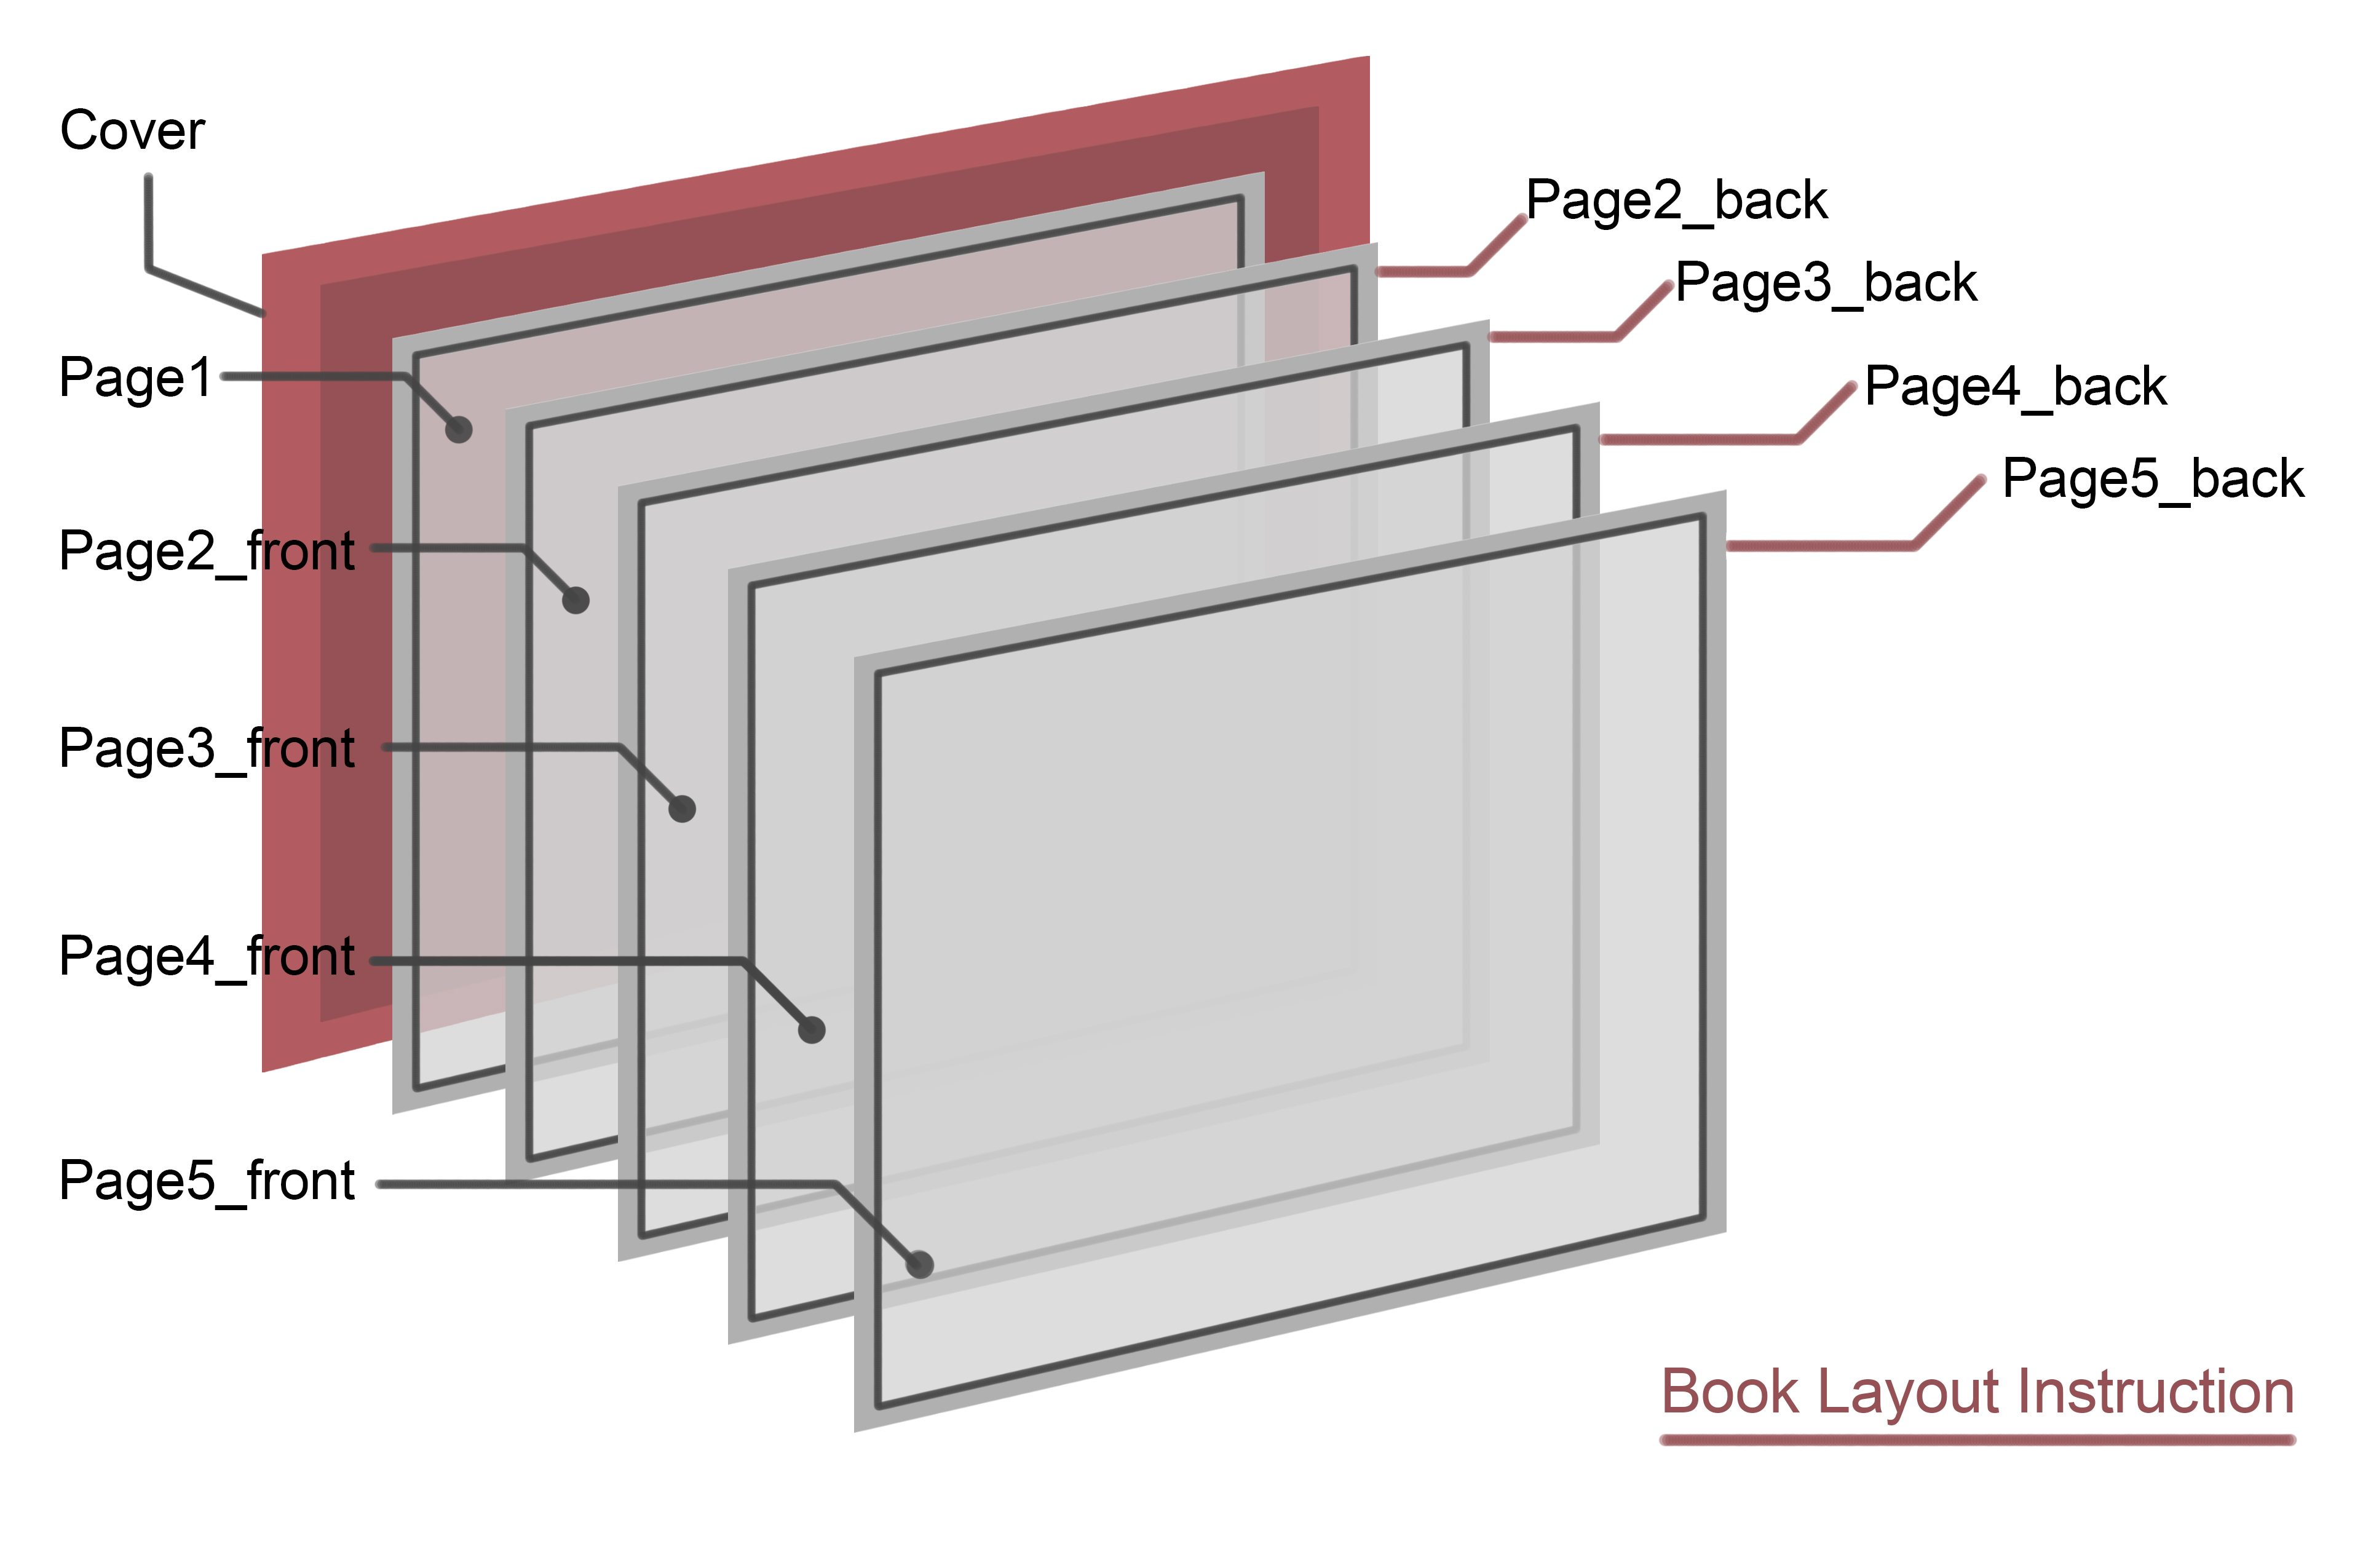 Cover
Page1
Page2_front
Page3_front
Page4_front
Page5_front
Page2_back
Page3_back
Page4_back
Page5_back
Book Layout Instruction